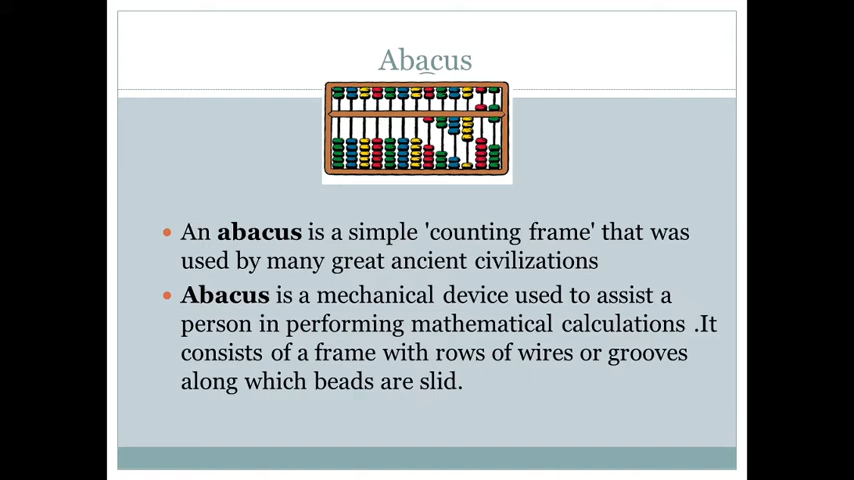 Abacus
An abacus is a simple 'counting frame' that was
used by many great ancient civilizations
Abacus is a mechanical device used to assist a
person in performing mathematical calculations .It
consists of a frame with rows of wires or grooves
along which beads are slid.